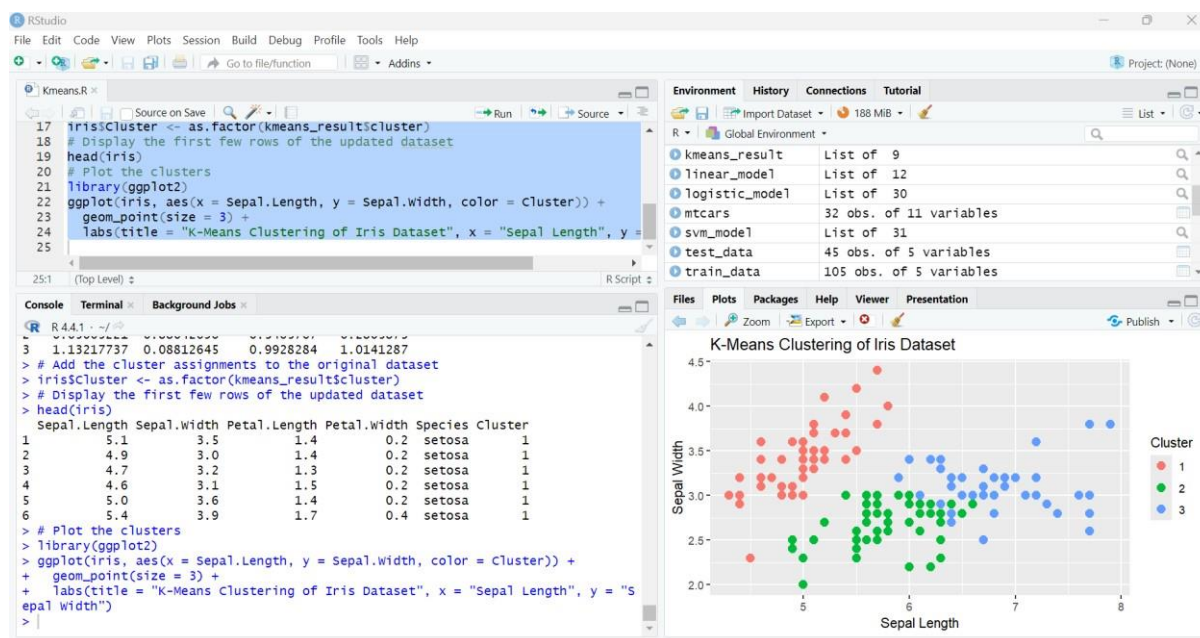 RStudio
File Edit Code View Plots Session Build Debug Profile Tools Help
Go to file/function Addins Project: (None)
Kmeans.R
Source on Save Run Source
17 iris$Cluster <- as.factor(kmeans_result$cluster)
18 # Display the first few rows of the updated dataset
19 head(iris)
20 # Plot the clusters
21 library(ggplot2)
22 ggplot(iris, aes(x = Sepal.Length, y = Sepal.Width, color = Cluster)) +
23 geom_point(size = 3) +
24 labs(title = "K-Means Clustering of Iris Dataset", x = "Sepal Length", y =
25
25:1 (Top Level) R Script
Console Terminal Background Jobs
R 4.4.1 · ~/
3 1.13217737 0.08812645 0.9928284 1.0141287
> # Add the cluster assignments to the original dataset
> iris$Cluster <- as.factor(kmeans_result$cluster)
> # Display the first few rows of the updated dataset
> head(iris)
Sepal.Length Sepal.Width Petal.Length Petal.Width Species Cluster
1 5.1 3.5 1.4 0.2 setosa 1
2 4.9 3.0 1.4 0.2 setosa 1
3 4.7 3.2 1.3 0.2 setosa 1
4 4.6 3.1 1.5 0.2 setosa 1
5 5.0 3.6 1.4 0.2 setosa 1
6 5.4 3.9 1.7 0.4 setosa 1
> # Plot the clusters
> library(ggplot2)
> ggplot(iris, aes(x = Sepal.Length, y = Sepal.Width, color = Cluster)) +
+ geom_point(size = 3) +
+ labs(title = "K-Means Clustering of Iris Dataset", x = "Sepal Length", y = "S
epal Width")
>
Environment History Connections Tutorial
Import Dataset 188 MiB List
R Global Environment
kmeans_result List of 9
linear_model List of 12
logistic_model List of 30
mtcars 32 obs. of 11 variables
svm_model List of 31
test_data 45 obs. of 5 variables
train_data 105 obs. of 5 variables
Files Plots Packages Help Viewer Presentation
Zoom Export Publish
K-Means Clustering of Iris Dataset
4.5
4.0
3.5
3.0
2.5
2.0
Sepal Width
5 6 7 8
Sepal Length
Cluster
1
2
3